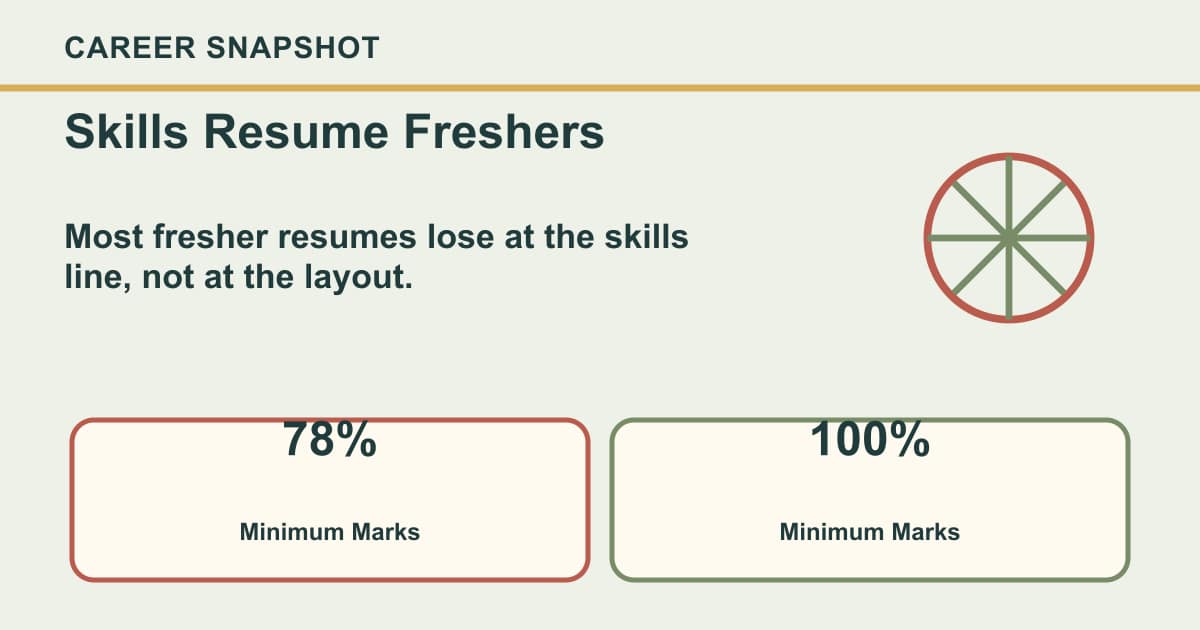 CAREER SNAPSHOT
Skills Resume Freshers
Most fresher resumes lose at the skills
line, not at the layout.
78%
Minimum Marks
100%
Minimum Marks